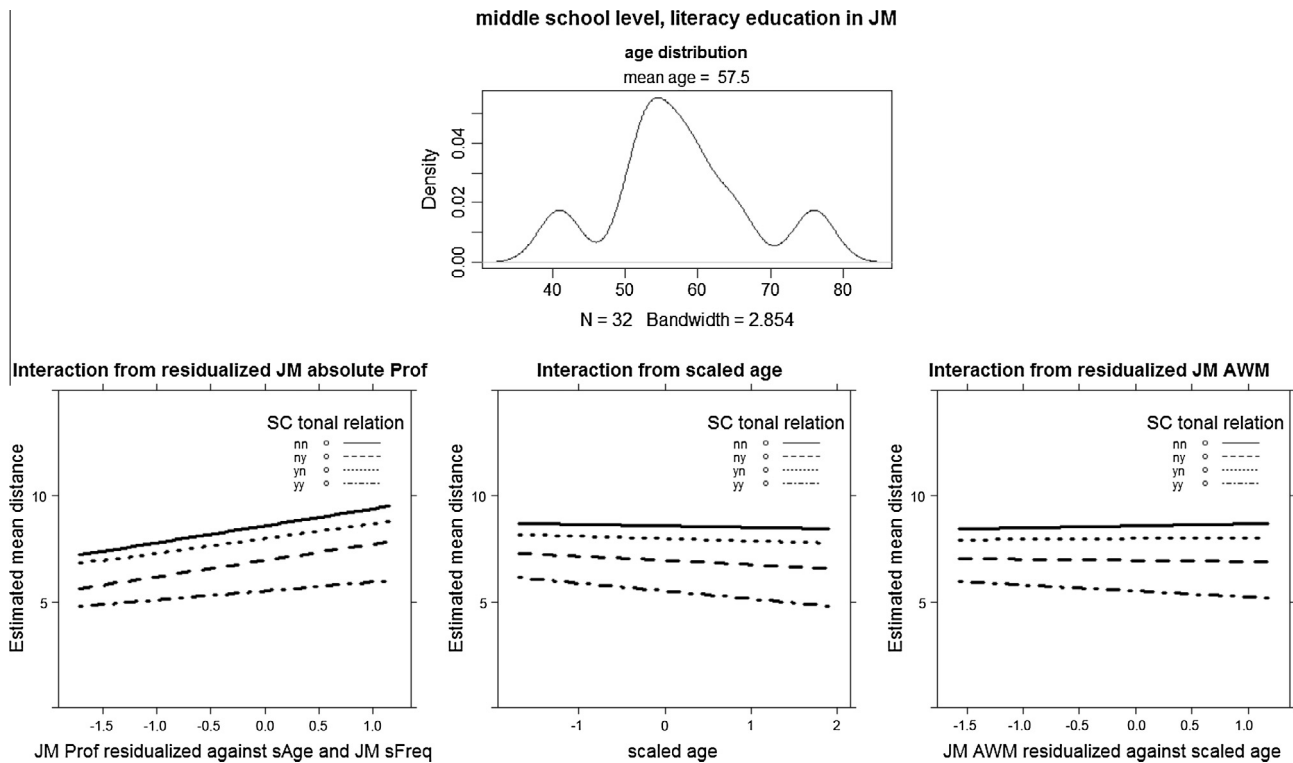 middle school level, literacy education in JM
age distribution
mean age = 57.5
Density
0.04
0.02
0.00
40 50 60 70 80
N = 32 Bandwidth = 2.854
Interaction from residualized JM absolute Prof
Estimated mean distance
SC tonal relation
nn
ny
yn
yy
10
5
-1.5 -1.0 -0.5 0.0 0.5 1.0
JM Prof residualized against sAge and JM sFreq
Interaction from scaled age
Estimated mean distance
SC tonal relation
nn
ny
yn
yy
10
5
-1 0 1 2
scaled age
Interaction from residualized JM AWM
Estimated mean distance
SC tonal relation
nn
ny
yn
yy
10
5
-1.5 -1.0 -0.5 0.0 0.5 1.0
JM AWM residualized against scaled age